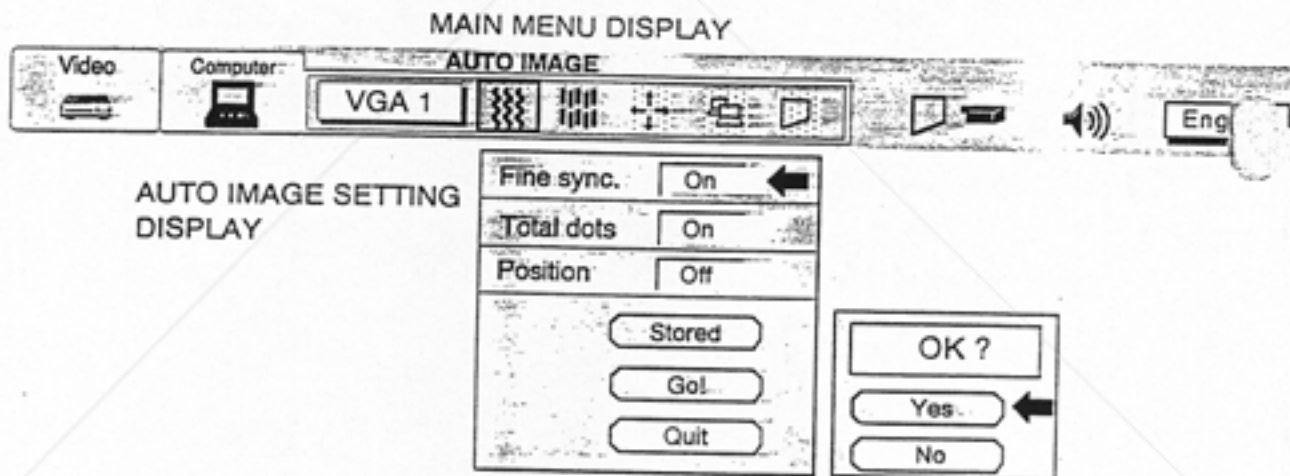 MAIN MENU DISPLAY
AUTO IMAGE
Video
Computer
VGA 1
Eng
AUTO IMAGE SETTING
DISPLAY
Fine sync. On
Total dots On
Position Off
Stored
Go!
Quit
OK ?
Yes
No